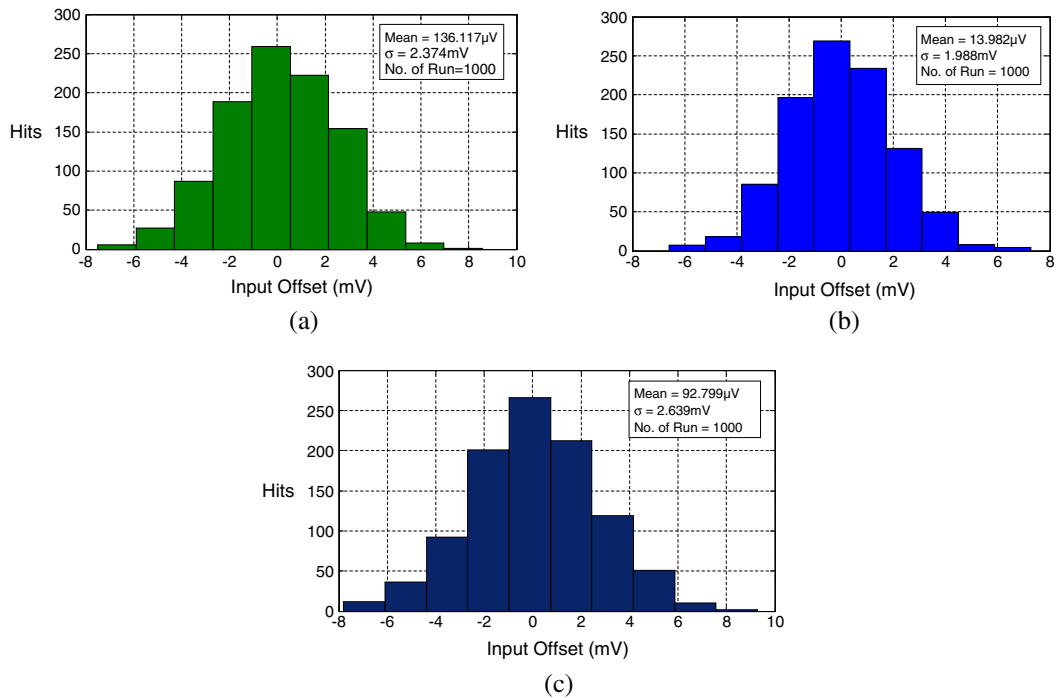 300
250
200
150
100
50
0
Hits
Mean = 136.117µV
σ = 2.374mV
No. of Run=1000
-8 -6 -4 -2 0 2 4 6 8 10
Input Offset (mV)
(a)
300
250
200
150
100
50
0
Hits
Mean = 13.982µV
σ = 1.988mV
No. of Run = 1000
-8 -6 -4 -2 0 2 4 6 8
Input Offset (mV)
(b)
300
250
200
150
100
50
0
Hits
Mean = 92.799µV
σ = 2.639mV
No. of Run = 1000
-8 -6 -4 -2 0 2 4 6 8 10
Input Offset (mV)
(c)